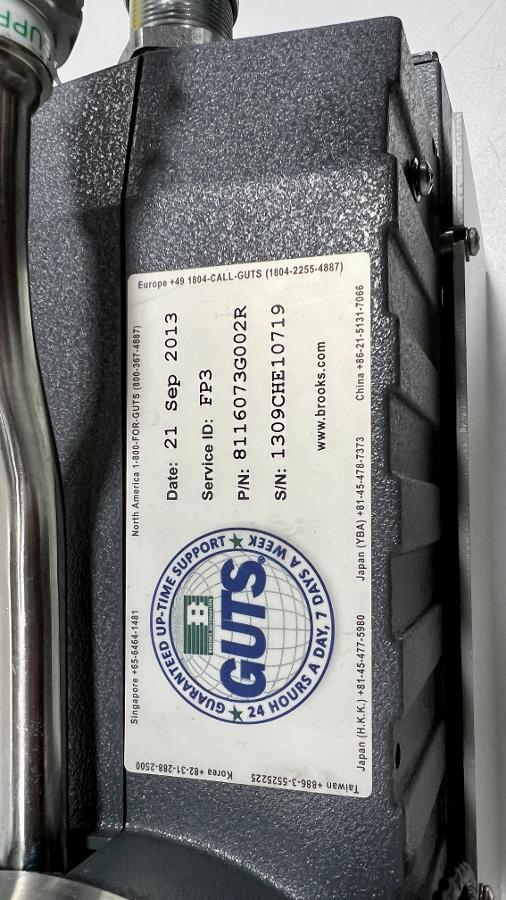 SUPP
Europe +49 1804-CALL-GUTS (1804-2255-4887)
North America 1-800-FOR-GUTS (800-367-4887)
Singapore +65-6464-1481
Date: 21 Sep 2013
Service ID: FP3
P/N: 8116073G002R
S/N: 1309CHE10719
www.brooks.com
GUARANTEED UP-TIME SUPPORT
B
GUTS®
24 HOURS A DAY, 7 DAYS A WEEK
China +86-21-5131-7066
Japan (YBA) +81-45-478-7373
Japan (H.K.K.) +81-45-477-5980
Korea +82-31-288-2500
Taiwan +886-3-5525225